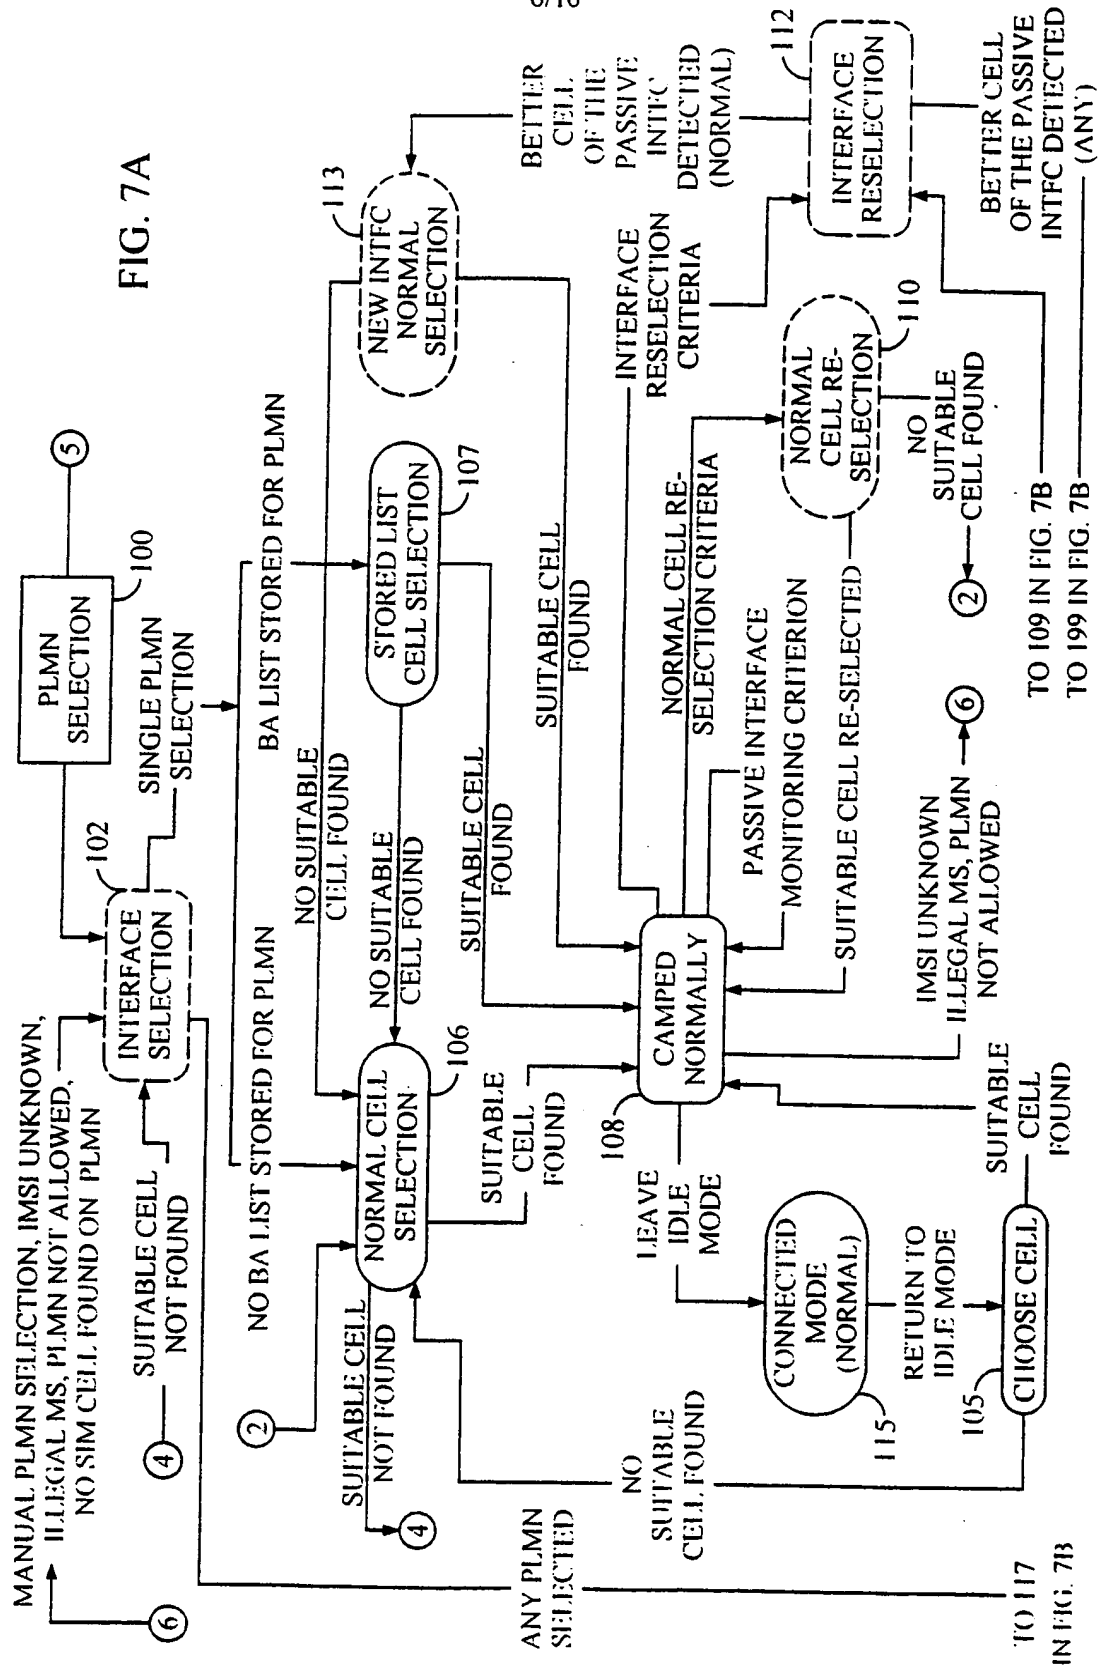 6/16
FIG. 7A
MANUAL PLMN SELECTION, IMSI UNKNOWN,
ILLEGAL MS, PLMN NOT ALLOWED,
NO SIM CELL FOUND ON PLMN
6
4
SUITABLE CELL
NOT FOUND
INTERFACE
SELECTION
102
PLMN
SELECTION
100
5
SINGLE PLMN
SELECTION
2
NO BA LIST STORED FOR PLMN
BA LIST STORED FOR PLMN
NO SUITABLE
CELL FOUND
SUITABLE CELL
NOT FOUND
4
NORMAL CELL
SELECTION
106
NO SUITABLE
CELL FOUND
STORED LIST
CELL SELECTION
107
NEW INTFC
NORMAL
SELECTION
113
BETTER
CELL
OF THE
PASSIVE
INTFC
DETECTED
(NORMAL)
SUITABLE
CELL
FOUND
SUITABLE CELL
FOUND
SUITABLE CELL
FOUND
ANY PLMN
SELECTED
NO
SUITABLE
CELL FOUND
LEAVE
IDLE
MODE
108
CAMPED
NORMALLY
INTERFACE
RESELECTION
CRITERIA
NORMAL CELL RE-
SELECTION CRITERIA
PASSIVE INTERFACE
MONITORING CRITERION
SUITABLE CELL RE-SELECTED
NORMAL
CELL RE-
SELECTION
110
INTERFACE
RESELECTION
112
CONNECTED
MODE
(NORMAL)
115
RETURN TO
IDLE MODE
105
CHOOSE CELL
SUITABLE
CELL
FOUND
IMSI UNKNOWN
ILLEGAL MS, PLMN
NOT ALLOWED
6
NO
SUITABLE
CELL FOUND
2
BETTER CELL
OF THE PASSIVE
INTFC DETECTED
(ANY)
TO 117
IN FIG. 7B
TO 109 IN FIG. 7B
TO 199 IN FIG. 7B